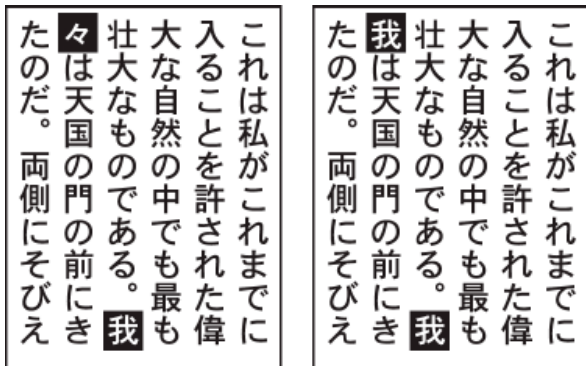 これは私がこれまでに
入ることを許された偉
大な自然の中でも最も
壮大なものである。我
々は天国の門の前にき
たのだ。両側にそびえ
これは私がこれまでに
入ることを許された偉
大な自然の中でも最も
壮大なものである。我
我は天国の門の前にき
たのだ。両側にそびえ